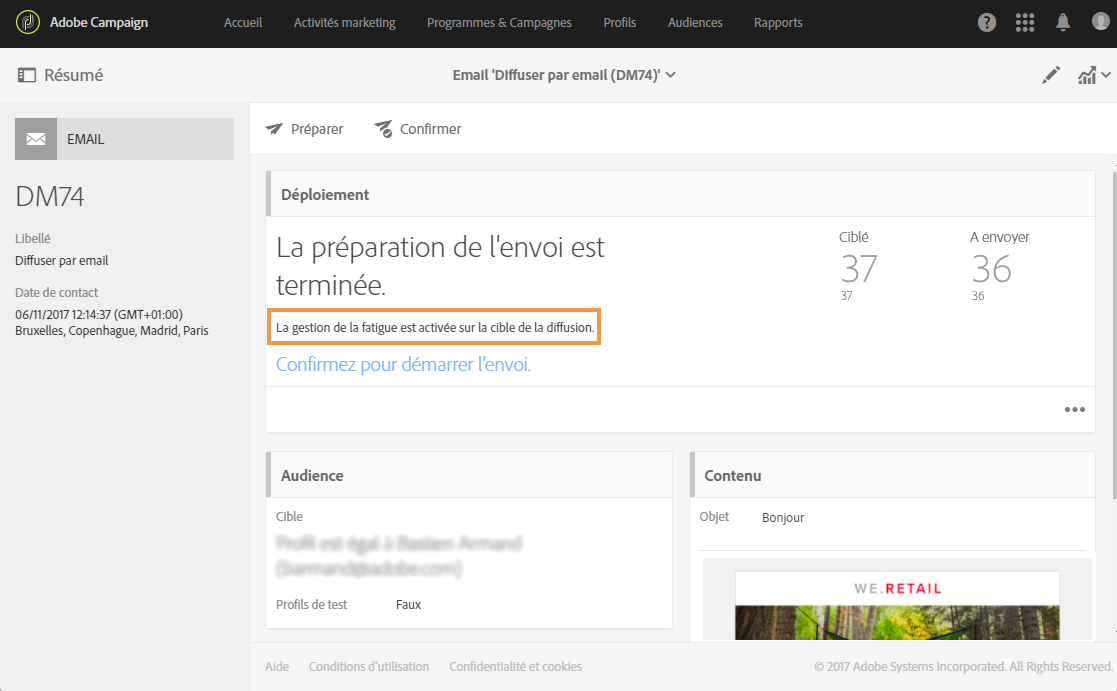 Adobe Campaign Accueil Activités marketing Programmes & Campagnes Profils Audiences Rapports
Résumé Email 'Diffuser par email (DM74)'
EMAIL
DM74
Libellé
Diffuser par email
Date de contact
06/11/2017 12:14:37 (GMT+01:00)
Bruxelles, Copenhague, Madrid, Paris
Préparer Confirmer
Déploiement
La préparation de l'envoi est
terminée.
La gestion de la fatigue est activée sur la cible de la diffusion.
Confirmez pour démarrer l'envoi.
Ciblé
37
37
A envoyer
36
36
Audience
Cible
Profils de test Faux
Contenu
Objet Bonjour
WE.RETAIL
Aide Conditions d'utilisation Confidentialité et cookies © 2017 Adobe Systems Incorporated. All Rights Reserved.